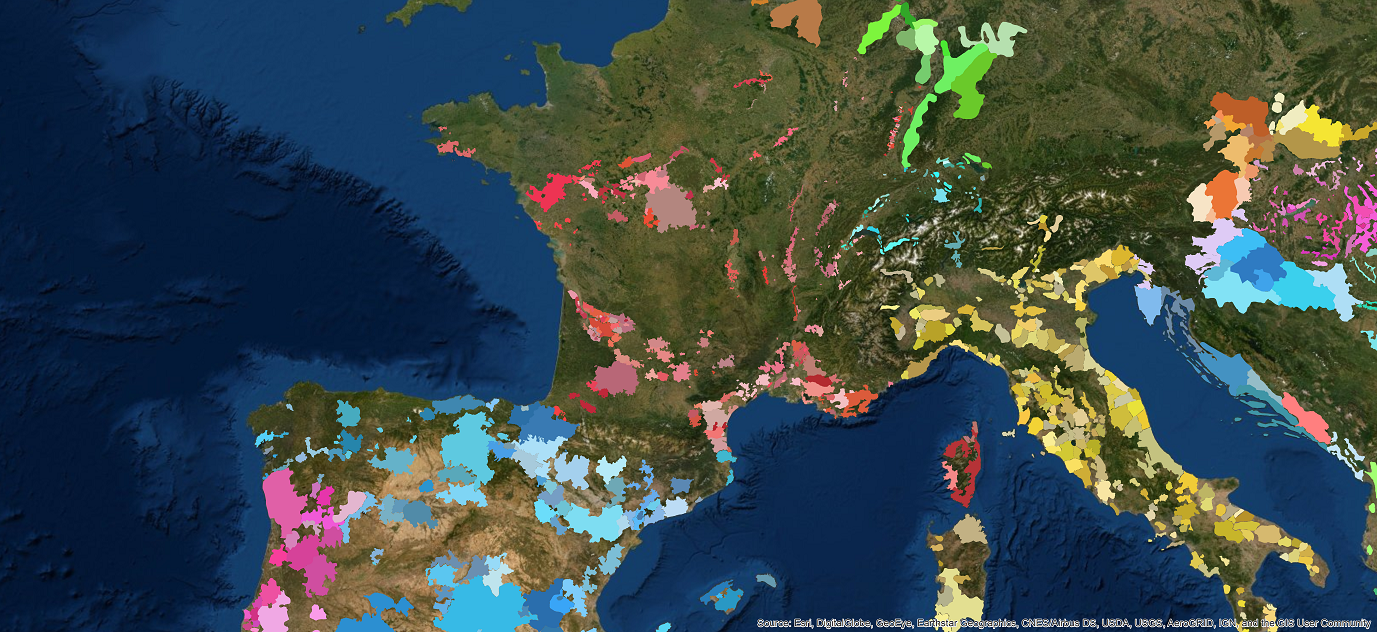 Source: Esri, DigitalGlobe, GeoEye, Earthstar Geographics, CNES/Airbus DS, USDA, USGS, AeroGRID, IGN, and the GIS User Community